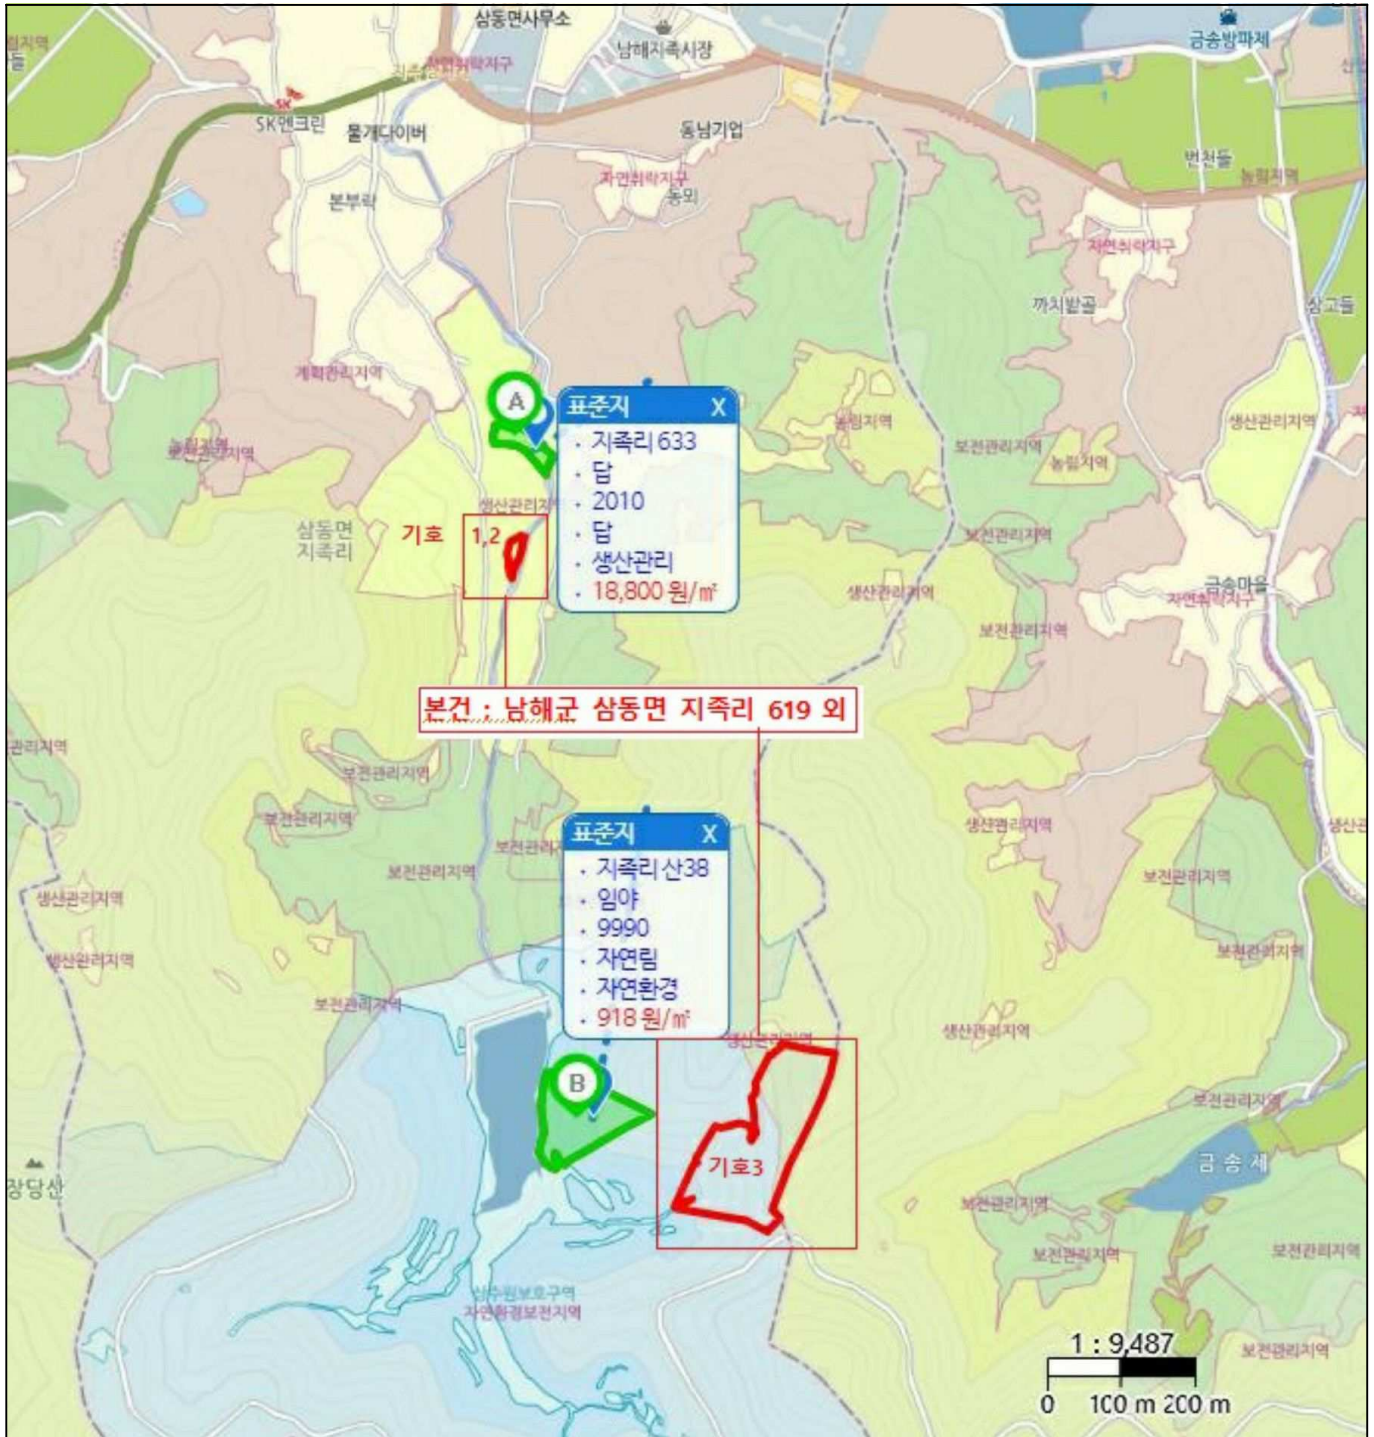 삼동면사무소
남해지족시장
금송방파제
자연취락지구
SK
SK엔크린
물개다이버
동남기업
번천들
농림지역
자연취락지구
동뫼
본부락
자연취락지구
까치밭골
삼고들
계획관리지역
A
표준지 X
· 지족리 633
· 답
· 2010
· 답
· 생산관리
· 18,800 원/㎡
농림지역
보전관리지역
농림지역
보전관리지역
농림지역
생산관리지역
삼동면
지족리
기호 1,2
보전관리지역
생산관리지역
금송마을
자연취락지구
보전관리지역
본건 : 남해군 삼동면 지족리 619 외
보전관리지역
보전관리지역
보전관리지역
생산관리지역
보전관리지역
표준지 X
· 지족리 산38
· 임야
· 9990
· 자연림
· 자연환경
· 918 원/㎡
생산관리지역
생산관리지역
보전관리지역
보전관리지역
생산관리지역
생산관리지역
B
보전관리지역
기호3
금송제
장당산
보전관리지역
보전관리지역
보전관리지역
상수원보호구역
자연환경보전지역
보전관리지역
1 : 9,487
0 100 m 200 m